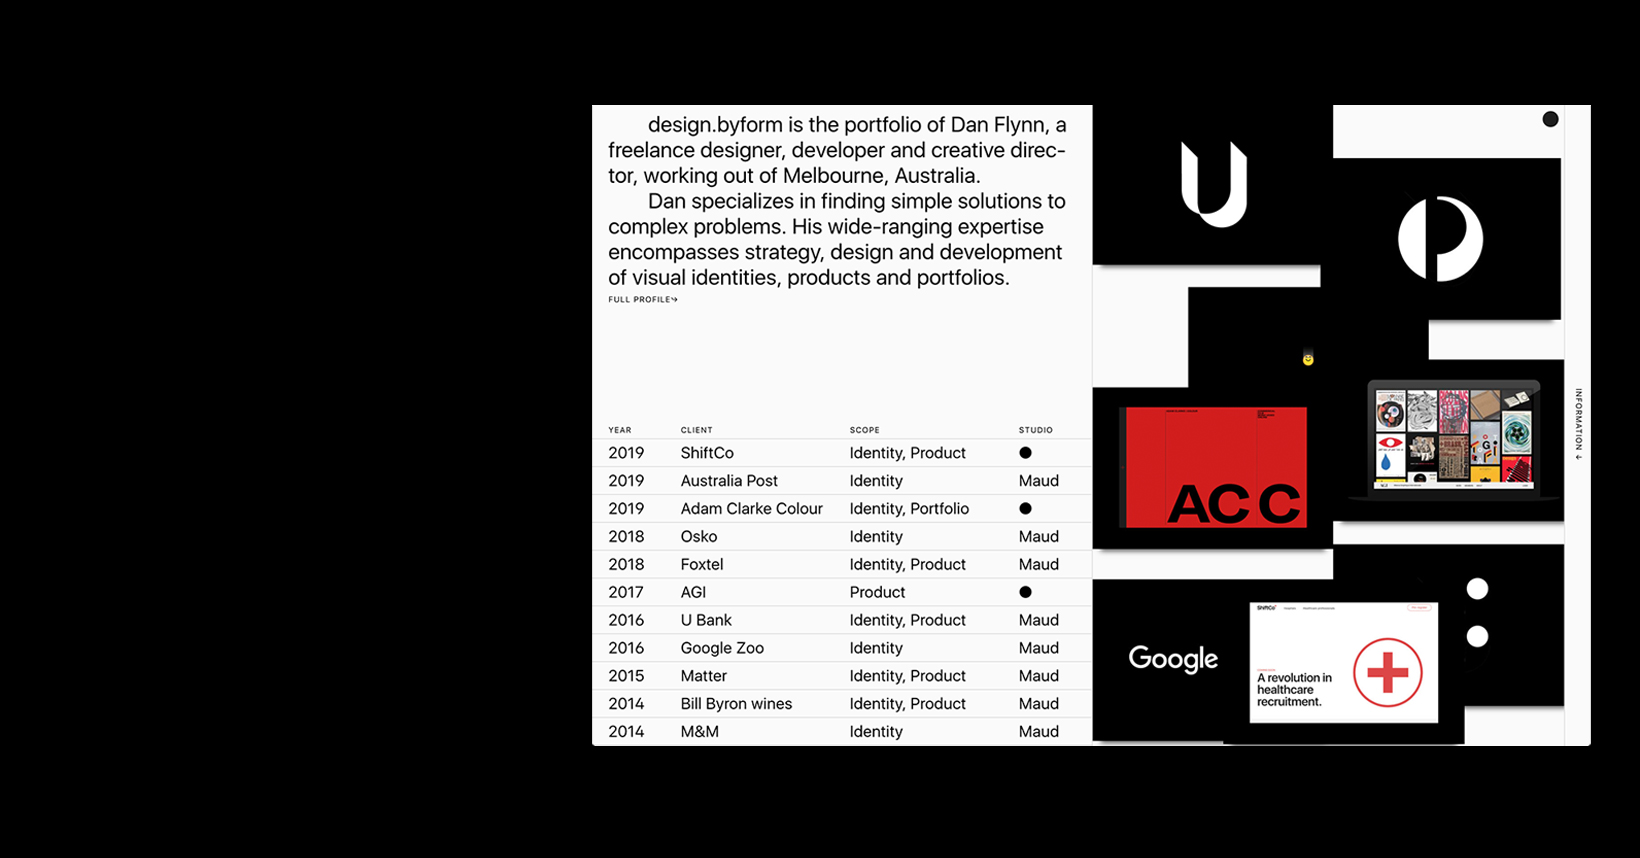 design.byform is the portfolio of Dan Flynn, a
freelance designer, developer and creative direc-
tor, working out of Melbourne, Australia.
Dan specializes in finding simple solutions to
complex problems. His wide-ranging expertise
encompasses strategy, design and development
of visual identities, products and portfolios.
FULL PROFILE↪
YEAR CLIENT SCOPE STUDIO
2019 ShiftCo Identity, Product ●
2019 Australia Post Identity Maud
2019 Adam Clarke Colour Identity, Portfolio ●
2018 Osko Identity Maud
2018 Foxtel Identity, Product Maud
2017 AGI Product ●
2016 U Bank Identity, Product Maud
2016 Google Zoo Identity Maud
2015 Matter Identity, Product Maud
2014 Bill Byron wines Identity, Product Maud
2014 M&M Identity Maud
U
ACC
Google
ShiftCo
A revolution in
healthcare
recruitment.
INFORMATION ↓